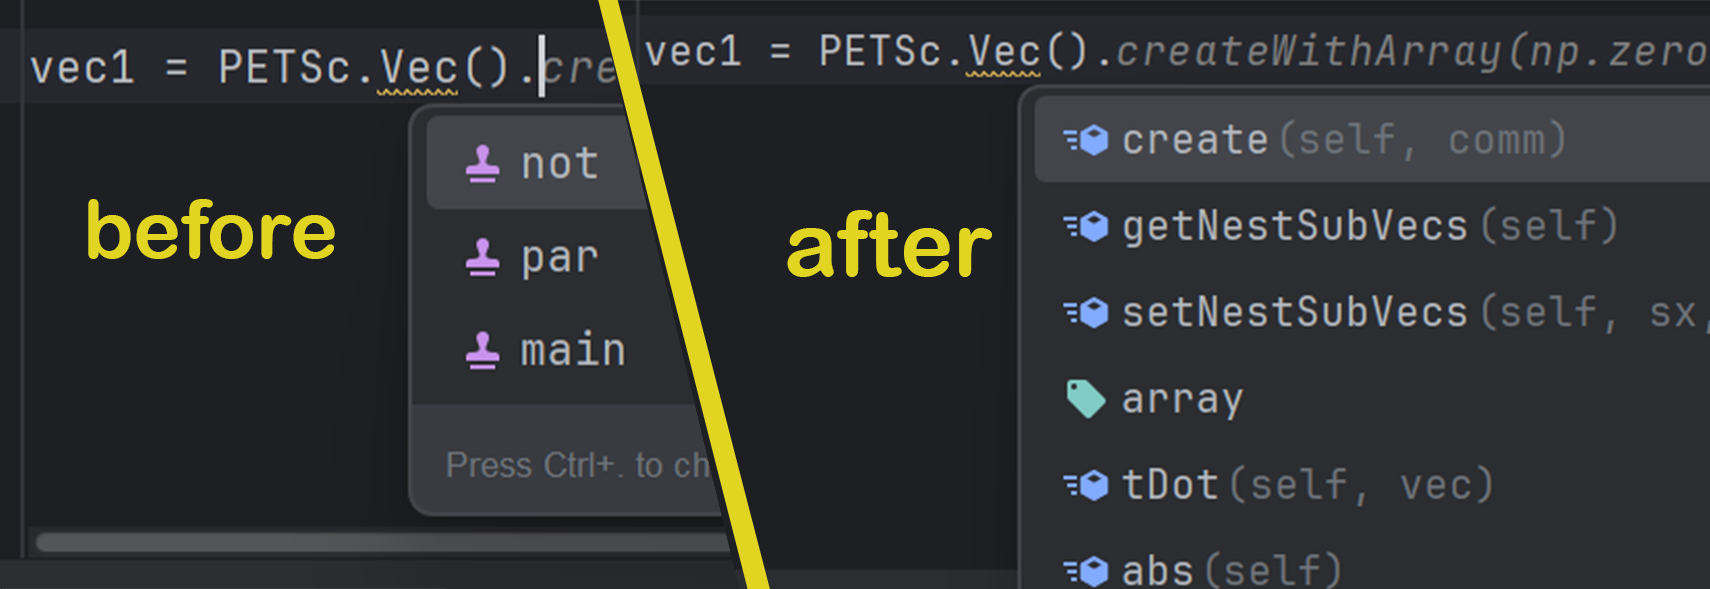 vec1 = PETSc.Vec().cre
not
par
main
Press Ctrl+. to ch
before
vec1 = PETSc.Vec().createWithArray(np.zero
create(self, comm)
getNestSubVecs(self)
setNestSubVecs(self, sx,
array
tDot(self, vec)
abs(self)
after